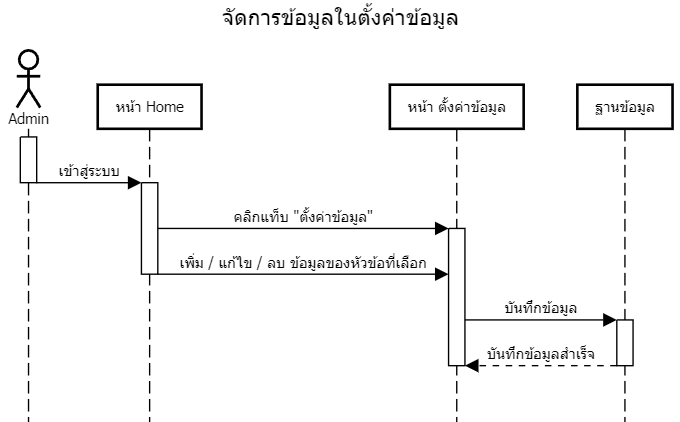 จัดการข้อมูลในตั้งค่าข้อมูล
Admin
หน้า Home
หน้า ตั้งค่าข้อมูล
ฐานข้อมูล
เข้าสู่ระบบ
คลิกแท็บ "ตั้งค่าข้อมูล"
เพิ่ม / แก้ไข / ลบ ข้อมูลของหัวข้อที่เลือก
บันทึกข้อมูล
บันทึกข้อมูลสำเร็จ